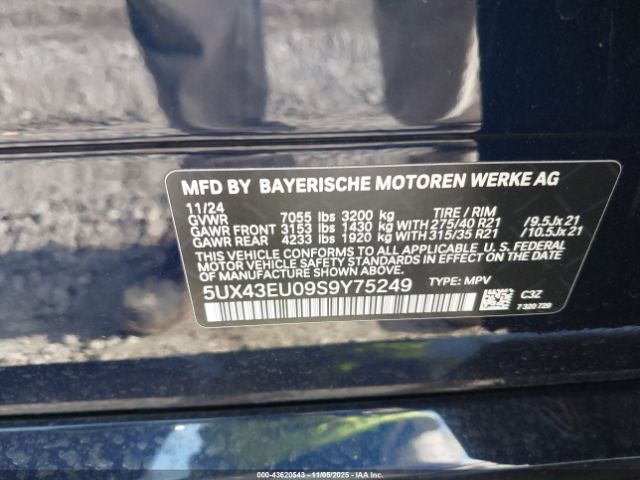 MFD BY BAYERISCHE MOTOREN WERKE AG
11/24
GVWR 7055 lbs 3200 kg TIRE / RIM
GAWR FRONT 3153 lbs 1430 kg WITH 275/40 R21 /9.5Jx21
GAWR REAR 4233 lbs 1920 kg WITH 315/35 R21 /10.5Jx21
THIS VEHICLE CONFORMS TO ALL APPLICABLE U. S. FEDERAL
MOTOR VEHICLE SAFETY STANDARDS IN EFFECT ON THE
DATE OF MANUFACTURE SHOWN ABOVE.
5UX43EU09S9Y75249 TYPE: MPV C3Z
7 320 729
000 - 43620543 - 11/05/2025 - IAA, Inc.